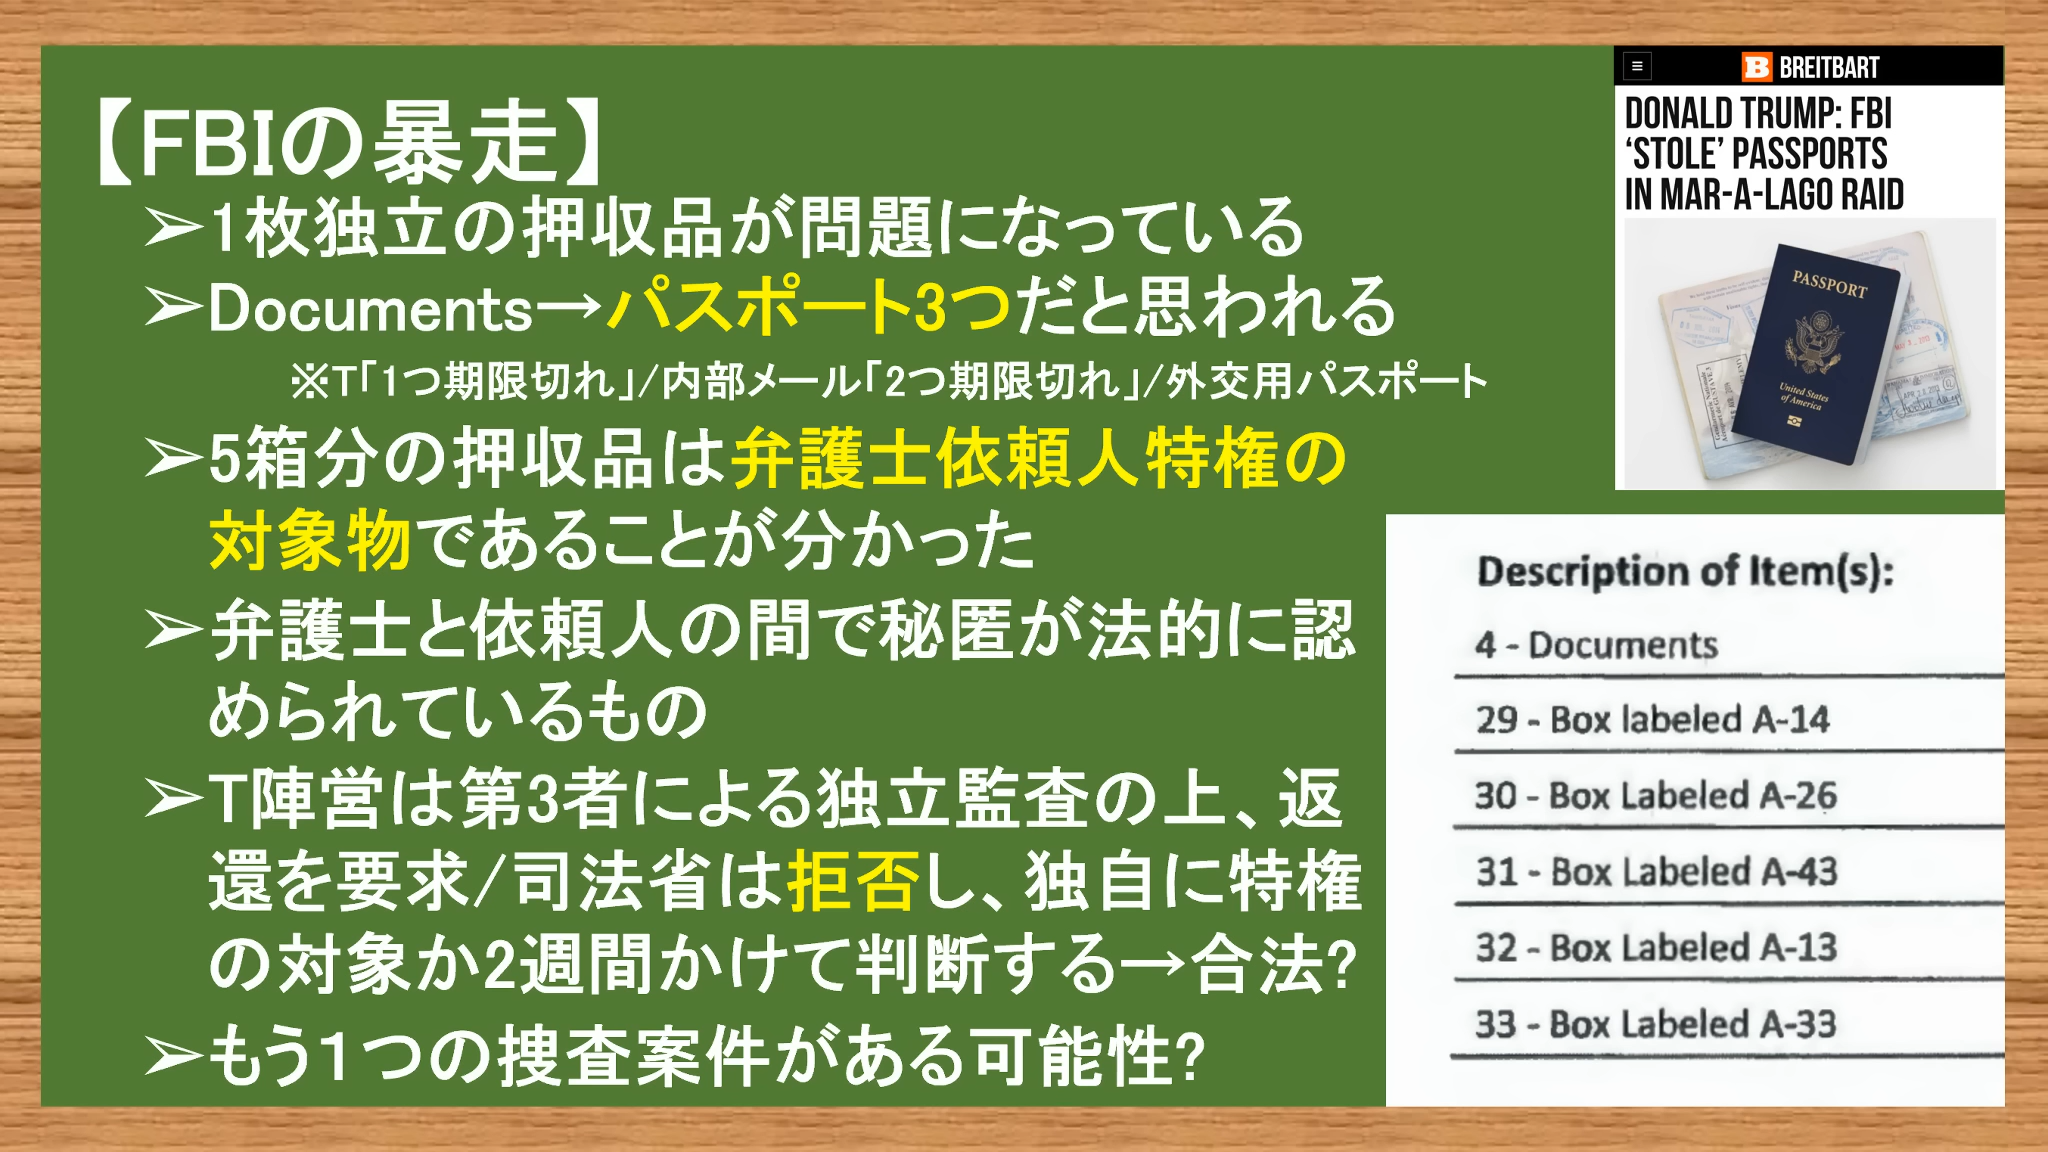 【FBIの暴走】
➢1枚独立の押収品が問題になっている
➢Documents→パスポート3つだと思われる
※T「1つ期限切れ」/内部メール「2つ期限切れ」/外交用パスポート
➢5箱分の押収品は弁護士依頼人特権の
対象物であることが分かった
➢弁護士と依頼人の間で秘匿が法的に認
められているもの
➢T陣営は第3者による独立監査の上、返
還を要求/司法省は拒否し、独自に特権
の対象か2週間かけて判断する→合法?
➢もう1つの捜査案件がある可能性?
B BREITBART
DONALD TRUMP: FBI
‘STOLE’ PASSPORTS
IN MAR-A-LAGO RAID
PASSPORT
United States
of America
Description of Item(s):
4 - Documents
29 - Box labeled A-14
30 - Box Labeled A-26
31 - Box Labeled A-43
32 - Box Labeled A-13
33 - Box Labeled A-33